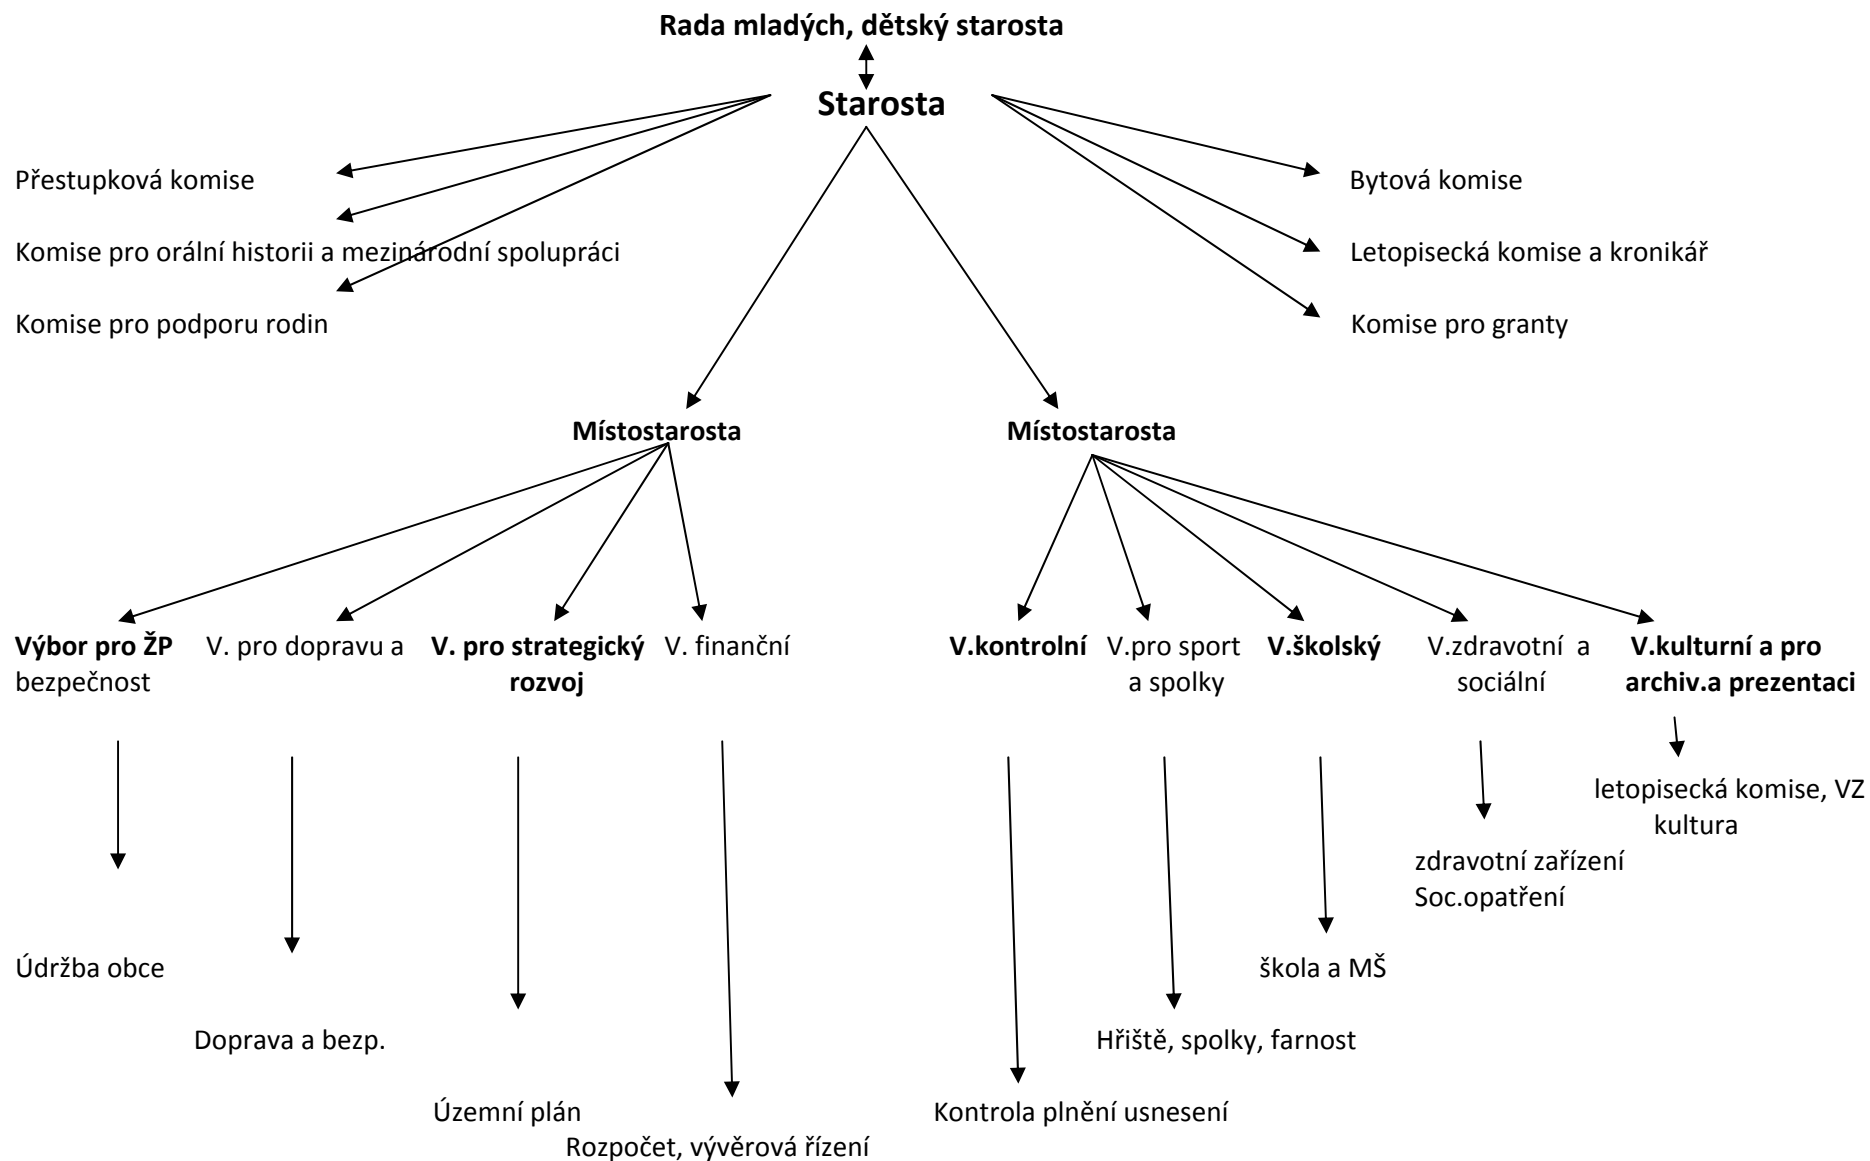 Rada mladých, dětský starosta
Starosta
Přestupková komise
Bytová komise
Komise pro orální historii a mezinárodní spolupráci
Letopisecká komise a kronikář
Komise pro podporu rodin
Komise pro granty
Místostarosta
Místostarosta
Výbor pro ŽP V. pro dopravu a V. pro strategický V. finanční V.kontrolní V.pro sport V.školský V.zdravotní a V.kulturní a pro
bezpečnost rozvoj a spolky sociální archiv.a prezentaci
letopisecká komise, VZ
kultura
zdravotní zařízení
Soc.opatření
Údržba obce
škola a MŠ
Doprava a bezp.
Hřiště, spolky, farnost
Územní plán
Kontrola plnění usnesení
Rozpočet, vývěrová řízení